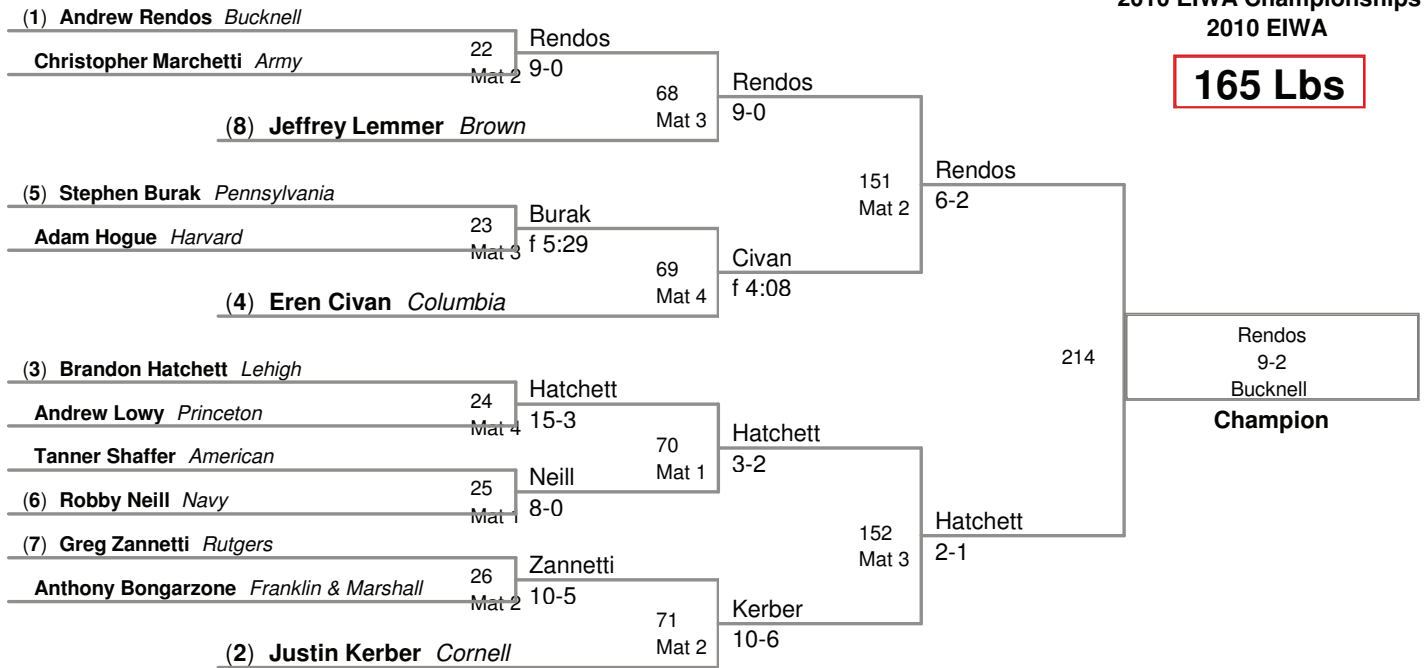 2010 EIWA Championships
2010 EIWA
165 Lbs
(1) Andrew Rendos Bucknell
Christopher Marchetti Army
22
Mat 2
Rendos
9-0
(8) Jeffrey Lemmer Brown
68
Mat 3
Rendos
9-0
(5) Stephen Burak Pennsylvania
Adam Hogue Harvard
23
Mat 3
Burak
f 5:29
(4) Eren Civan Columbia
69
Mat 4
Civan
f 4:08
151
Mat 2
Rendos
6-2
(3) Brandon Hatchett Lehigh
Andrew Lowy Princeton
24
Mat 4
Hatchett
15-3
Tanner Shaffer American
(6) Robby Neill Navy
25
Mat 1
Neill
8-0
70
Mat 1
Hatchett
3-2
(7) Greg Zannetti Rutgers
Anthony Bongarzone Franklin & Marshall
26
Mat 2
Zannetti
10-5
(2) Justin Kerber Cornell
71
Mat 2
Kerber
10-6
152
Mat 3
Hatchett
2-1
214
Rendos
9-2
Bucknell
Champion